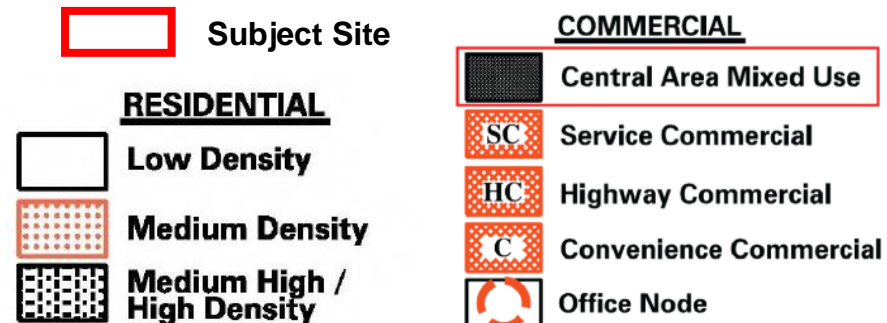 Subject Site
RESIDENTIAL
Low Density
Medium Density
Medium High /
High Density
COMMERCIAL
Central Area Mixed Use
SC Service Commercial
HC Highway Commercial
C Convenience Commercial
Office Node